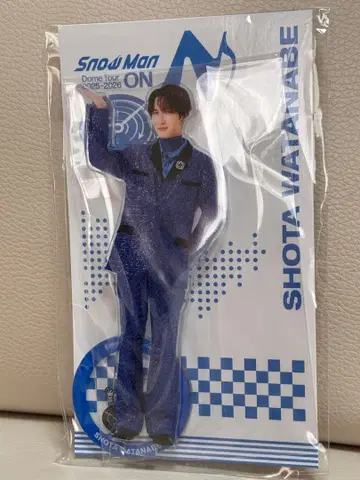 Snow Man
Dome Tour
2025-2026
ON
SHOTA WATANABE
SHOTA WATANABE